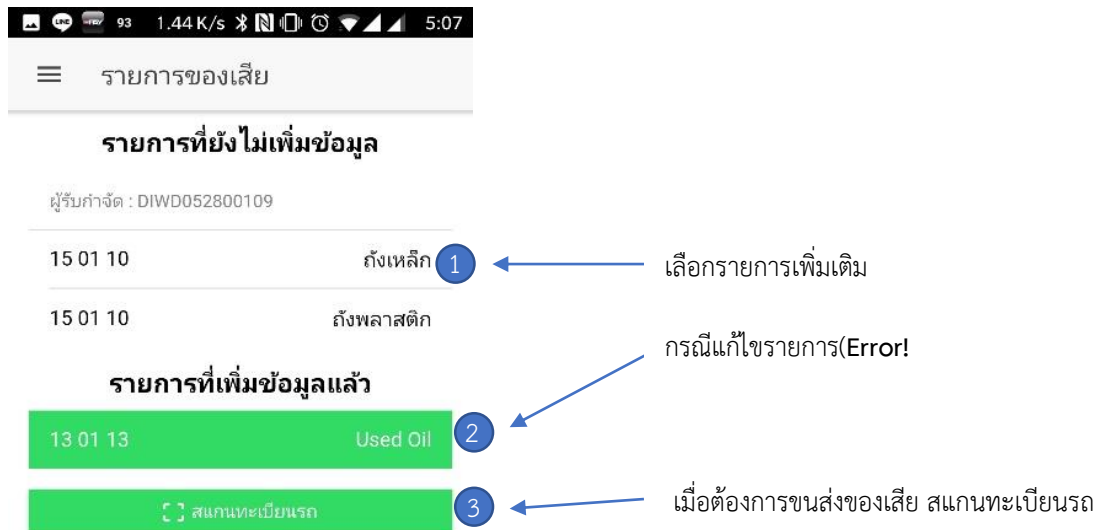 93 1.44 K/s 5:07
รายการของเสีย
รายการที่ยังไม่เพิ่มข้อมูล
ผู้รับกำจัด : DIWD052800109
15 01 10 ถังเหล็ก 1 เลือกรายการเพิ่มเติม
15 01 10 ถังพลาสติก
กรณีแก้ไขรายการ(Error!
รายการที่เพิ่มข้อมูลแล้ว
13 01 13 Used Oil 2
สแกนทะเบียนรถ 3 เมื่อต้องการขนส่งของเสีย สแกนทะเบียนรถ